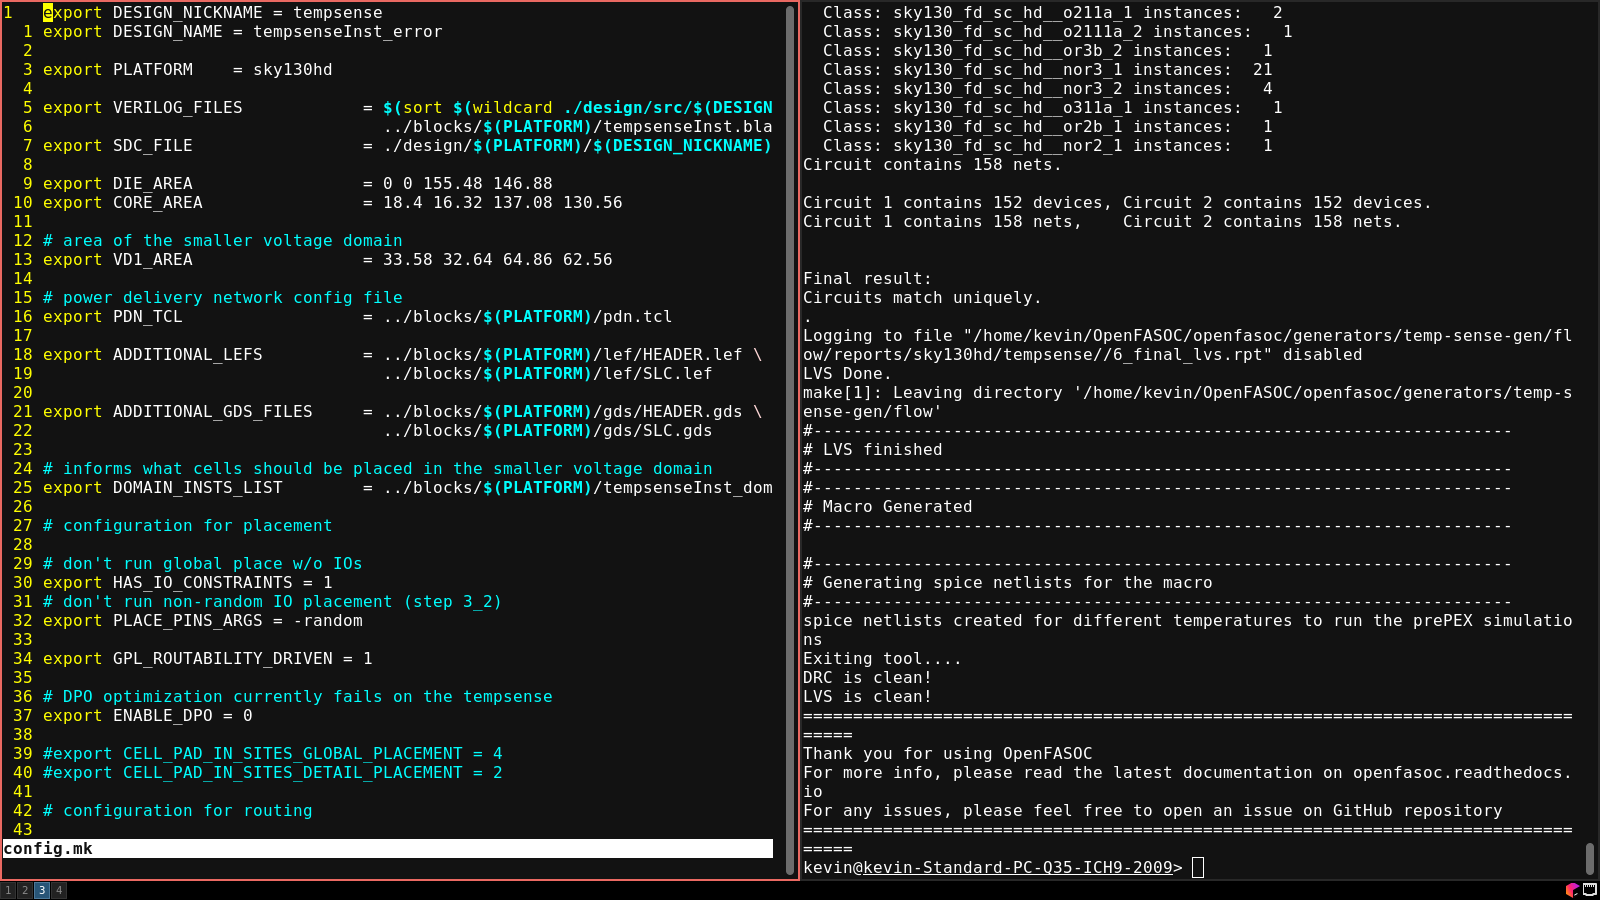 1   export DESIGN_NICKNAME = tempsense
  1 export DESIGN_NAME = tempsenseInst_error
  2
  3 export PLATFORM    = sky130hd
  4
  5 export VERILOG_FILES            = $(sort $(wildcard ./design/src/$(DESIGN
  6                                   ../blocks/$(PLATFORM)/tempsenseInst.bla
  7 export SDC_FILE                 = ./design/$(PLATFORM)/$(DESIGN_NICKNAME)
  8
  9 export DIE_AREA                 = 0 0 155.48 146.88
 10 export CORE_AREA                = 18.4 16.32 137.08 130.56
 11
 12 # area of the smaller voltage domain
 13 export VD1_AREA                 = 33.58 32.64 64.86 62.56
 14
 15 # power delivery network config file
 16 export PDN_TCL                  = ../blocks/$(PLATFORM)/pdn.tcl
 17
 18 export ADDITIONAL_LEFS          = ../blocks/$(PLATFORM)/lef/HEADER.lef \
 19                                   ../blocks/$(PLATFORM)/lef/SLC.lef
 20
 21 export ADDITIONAL_GDS_FILES     = ../blocks/$(PLATFORM)/gds/HEADER.gds \
 22                                   ../blocks/$(PLATFORM)/gds/SLC.gds
 23
 24 # informs what cells should be placed in the smaller voltage domain
 25 export DOMAIN_INSTS_LIST        = ../blocks/$(PLATFORM)/tempsenseInst_dom
 26
 27 # configuration for placement
 28
 29 # don't run global place w/o IOs
 30 export HAS_IO_CONSTRAINTS = 1
 31 # don't run non-random IO placement (step 3_2)
 32 export PLACE_PINS_ARGS = -random
 33
 34 export GPL_ROUTABILITY_DRIVEN = 1
 35
 36 # DPO optimization currently fails on the tempsense
 37 export ENABLE_DPO = 0
 38
 39 #export CELL_PAD_IN_SITES_GLOBAL_PLACEMENT = 4
 40 #export CELL_PAD_IN_SITES_DETAIL_PLACEMENT = 2
 41
 42 # configuration for routing
 43
config.mk
  Class: sky130_fd_sc_hd__o211a_1 instances:   2
  Class: sky130_fd_sc_hd__o2111a_2 instances:   1
  Class: sky130_fd_sc_hd__or3b_2 instances:   1
  Class: sky130_fd_sc_hd__nor3_1 instances:  21
  Class: sky130_fd_sc_hd__nor3_2 instances:   4
  Class: sky130_fd_sc_hd__o311a_1 instances:   1
  Class: sky130_fd_sc_hd__or2b_1 instances:   1
  Class: sky130_fd_sc_hd__nor2_1 instances:   1
Circuit contains 158 nets.

Circuit 1 contains 152 devices, Circuit 2 contains 152 devices.
Circuit 1 contains 158 nets,    Circuit 2 contains 158 nets.


Final result:
Circuits match uniquely.
.
Logging to file "/home/kevin/OpenFASOC/openfasoc/generators/temp-sense-gen/fl
ow/reports/sky130hd/tempsense//6_final_lvs.rpt" disabled
LVS Done.
make[1]: Leaving directory '/home/kevin/OpenFASOC/openfasoc/generators/temp-s
ense-gen/flow'
#----------------------------------------------------------------------
# LVS finished
#----------------------------------------------------------------------
#----------------------------------------------------------------------
# Macro Generated
#----------------------------------------------------------------------

#----------------------------------------------------------------------
# Generating spice netlists for the macro
#----------------------------------------------------------------------
spice netlists created for different temperatures to run the prePEX simulatio
ns
Exiting tool....
DRC is clean!
LVS is clean!
=============================================================================
=====
Thank you for using OpenFASOC
For more info, please read the latest documentation on openfasoc.readthedocs.
io
For any issues, please feel free to open an issue on GitHub repository
=============================================================================
=====
kevin@kevin-Standard-PC-Q35-ICH9-2009>
1 2 3 4